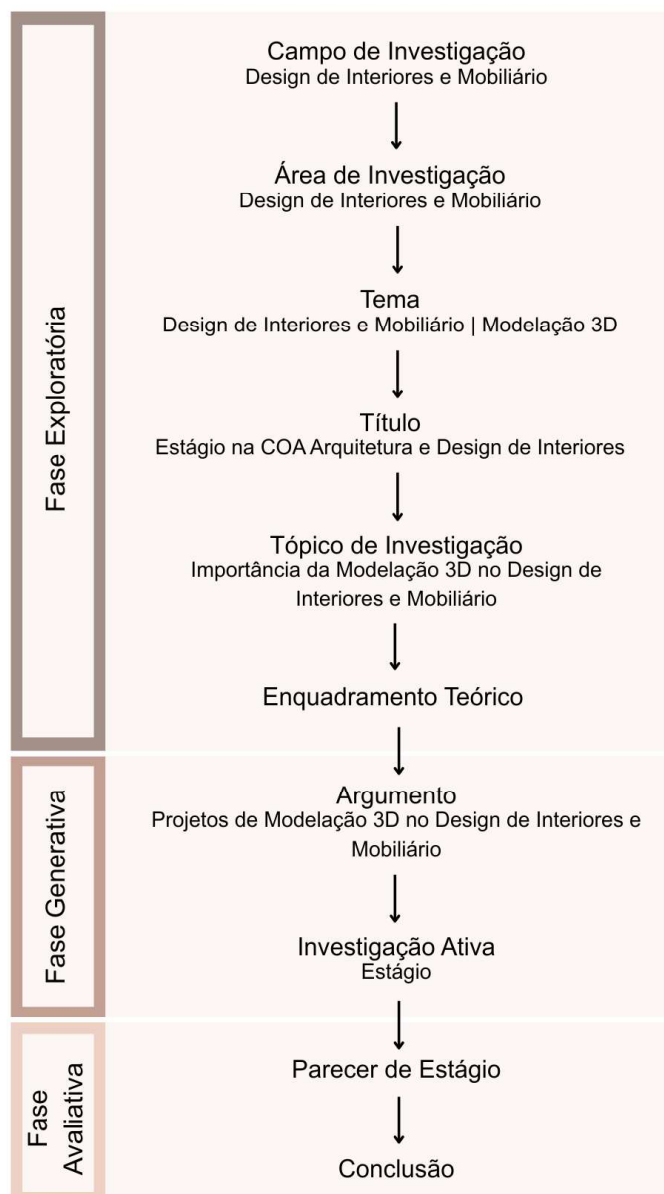 Fase Exploratória
Campo de Investigação
Design de Interiores e Mobiliário
Área de Investigação
Design de Interiores e Mobiliário
Tema
Design de Interiores e Mobiliário | Modelação 3D
Título
Estágio na COA Arquitetura e Design de Interiores
Tópico de Investigação
Importância da Modelação 3D no Design de
Interiores e Mobiliário
Enquadramento Teórico
Fase Generativa
Argumento
Projetos de Modelação 3D no Design de Interiores e
Mobiliário
Investigação Ativa
Estágio
Fase
Avaliativa
Parecer de Estágio
Conclusão